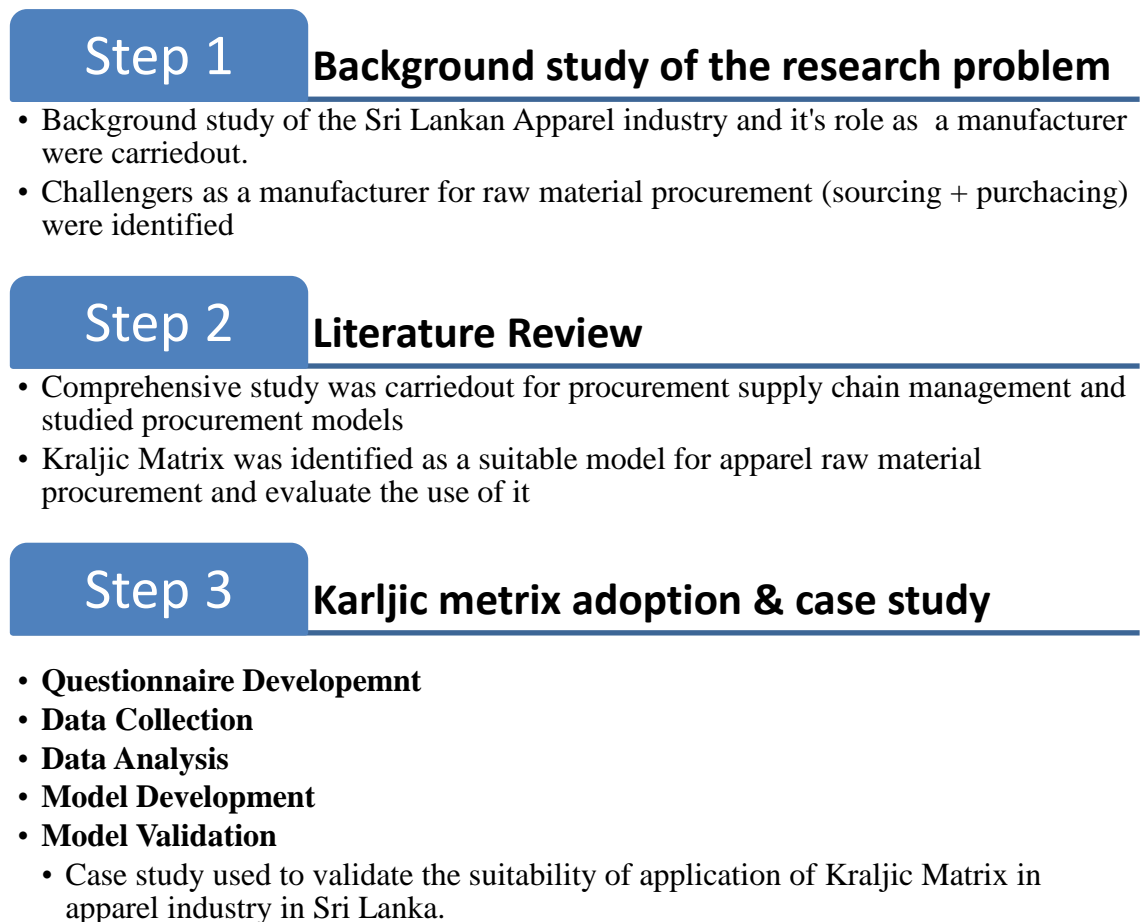 Step 1
Background study of the research problem
• Background study of the Sri Lankan Apparel industry and it's role as a manufacturer
were carriedout.
• Challengers as a manufacturer for raw material procurement (sourcing + purchacing)
were identified
Step 2
Literature Review
• Comprehensive study was carriedout for procurement supply chain management and
studied procurement models
• Kraljic Matrix was identified as a suitable model for apparel raw material
procurement and evaluate the use of it
Step 3
Karljic metrix adoption & case study
• Questionnaire Developemnt
• Data Collection
• Data Analysis
• Model Development
• Model Validation
• Case study used to validate the suitability of application of Kraljic Matrix in
apparel industry in Sri Lanka.